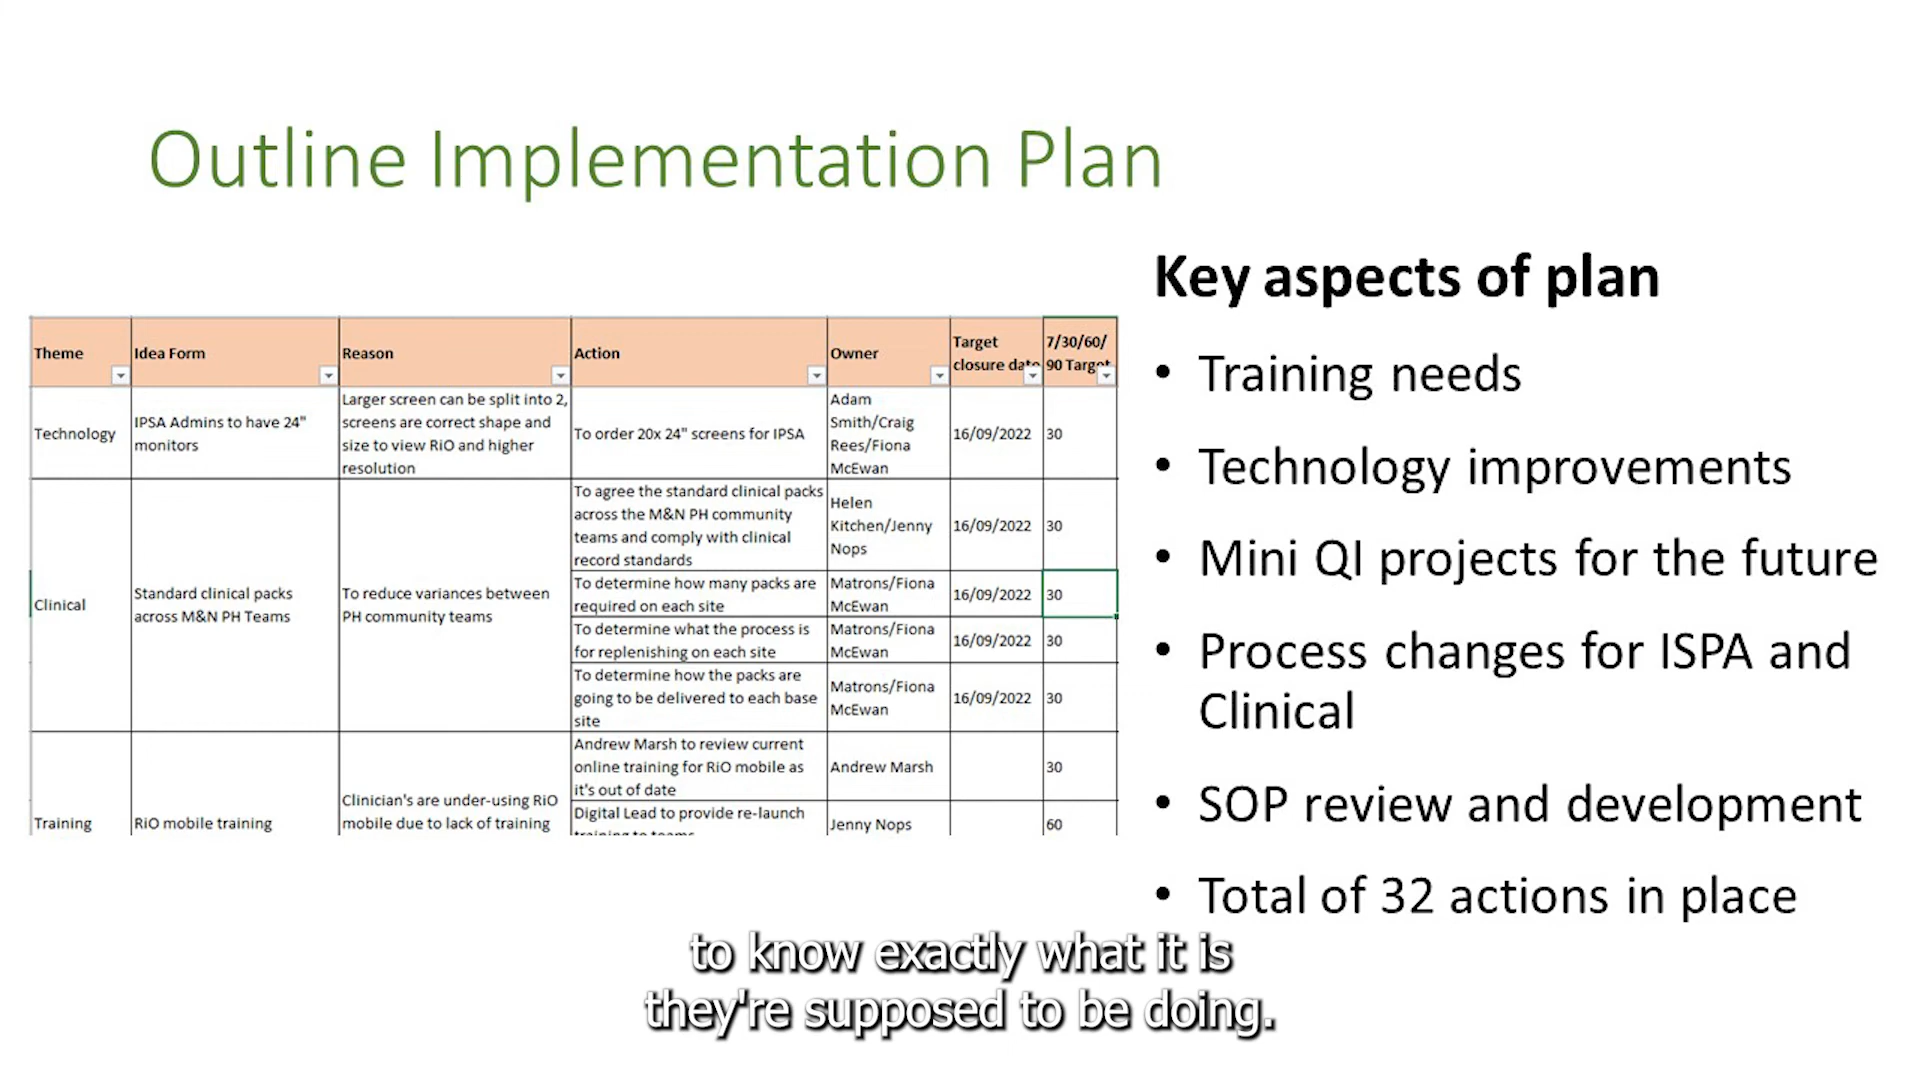 Outline Implementation Plan
Theme
Idea Form
Reason
Action
Owner
Target
closure date
7/30/60/
90 Target
Technology
IPSA Admins to have 24"
monitors
Larger screen can be split into 2,
screens are correct shape and
size to view RiO and higher
resolution
To order 20x 24" screens for IPSA
Adam
Smith/Craig
Rees/Fiona
McEwan
16/09/2022
30
Clinical
Standard clinical packs
across M&N PH Teams
To reduce variances between
PH community teams
To agree the standard clinical packs
across the M&N PH community
teams and comply with clinical
record standards
Helen
Kitchen/Jenny
Nops
16/09/2022
30
To determine how many packs are
required on each site
Matrons/Fiona
McEwan
16/09/2022
30
To determine what the process is
for replenishing on each site
Matrons/Fiona
McEwan
16/09/2022
30
To determine how the packs are
going to be delivered to each base
site
Matrons/Fiona
McEwan
16/09/2022
30
Training
RiO mobile training
Clinician's are under-using RiO
mobile due to lack of training
Andrew Marsh to review current
online training for RiO mobile as
it's out of date
Andrew Marsh
30
Digital Lead to provide re-launch
training to teams
Jenny Nops
60
Key aspects of plan
• Training needs
• Technology improvements
• Mini QI projects for the future
• Process changes for ISPA and
Clinical
• SOP review and development
• Total of 32 actions in place
to know exactly what it is
they're supposed to be doing.